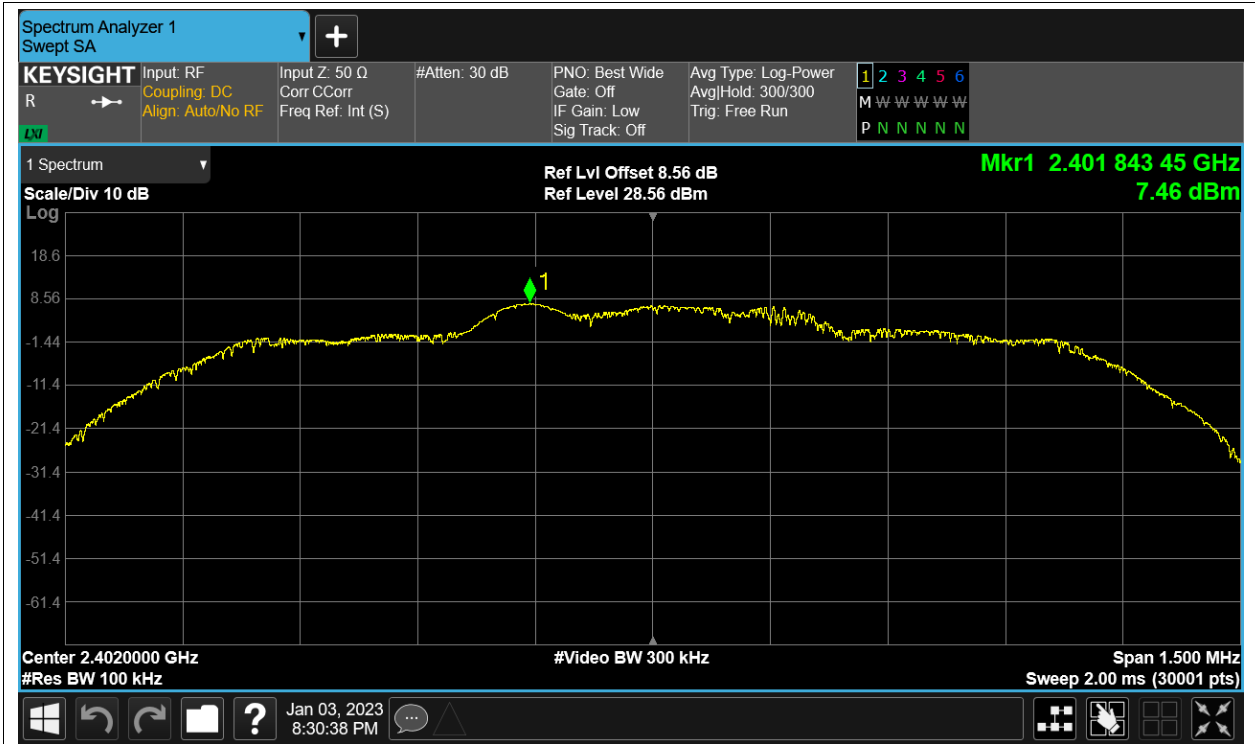 Spectrum Analyzer 1
Swept SA
+
KEYSIGHT
R
LXI
Input: RF
Coupling: DC
Align: Auto/No RF
Input Z: 50 Ω
Corr CCorr
Freq Ref: Int (S)
#Atten: 30 dB
PNO: Best Wide
Gate: Off
IF Gain: Low
Sig Track: Off
Avg Type: Log-Power
Avg|Hold: 300/300
Trig: Free Run
1 2 3 4 5 6
M W W W W W
P N N N N N
1 Spectrum
Scale/Div 10 dB
Log
Ref Lvl Offset 8.56 dB
Ref Level 28.56 dBm
Mkr1 2.401 843 45 GHz
7.46 dBm
18.6
1
8.56
-1.44
-11.4
-21.4
-31.4
-41.4
-51.4
-61.4
Center 2.4020000 GHz
#Video BW 300 kHz
Span 1.500 MHz
#Res BW 100 kHz
Sweep 2.00 ms (30001 pts)
?
Jan 03, 2023
8:30:38 PM